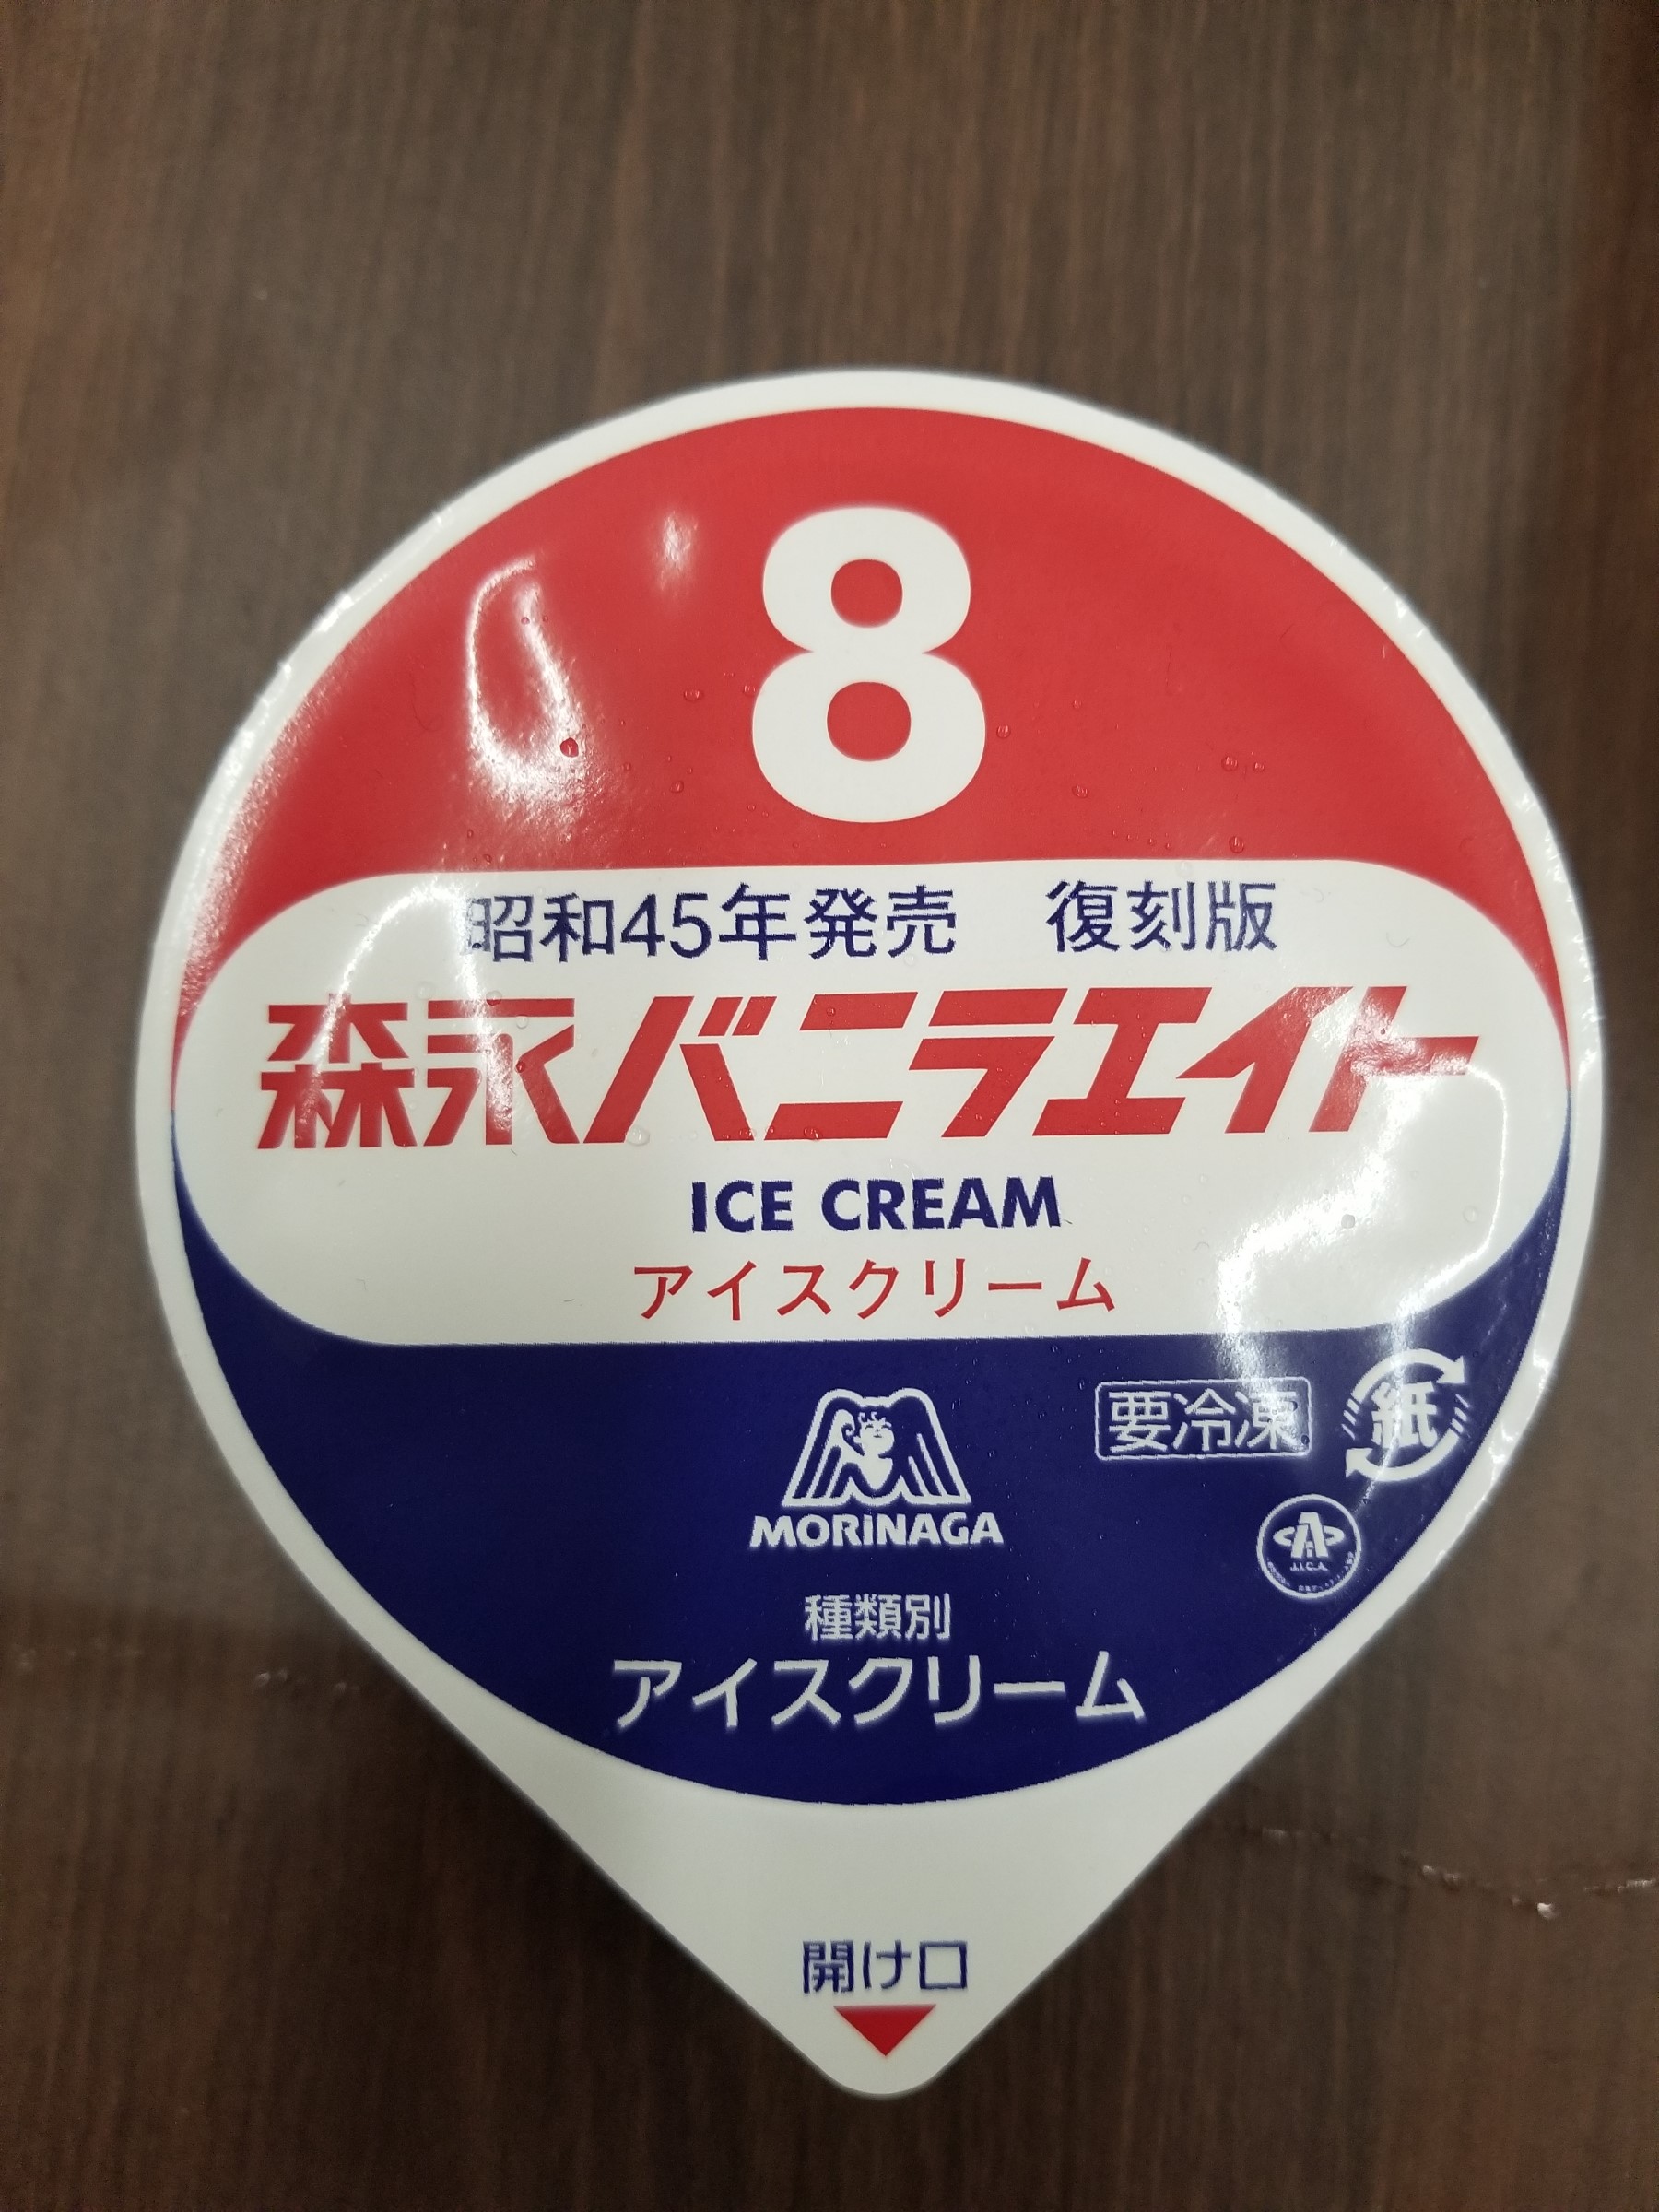 8
昭和45年発売　復刻版
森永バニラエイト
ICE CREAM
アイスクリーム
要冷凍
紙
MORINAGA
J.I.C.A.
種類別
アイスクリーム
開け口